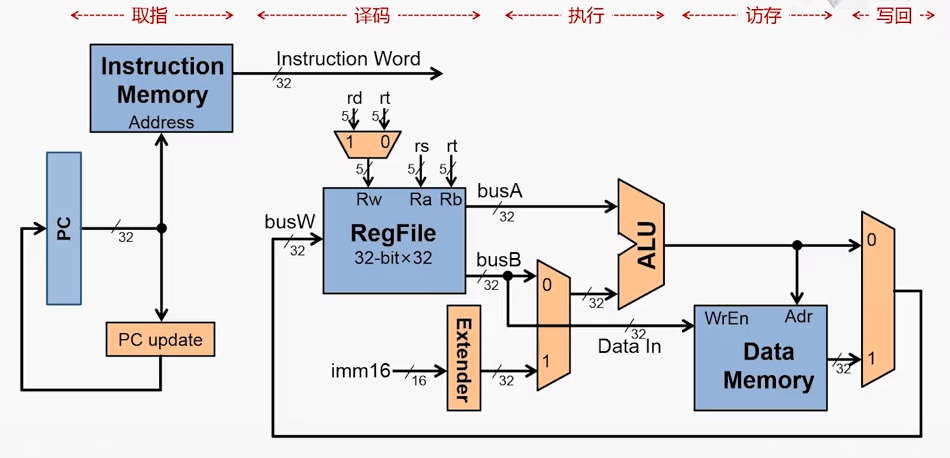 取指 译码 执行 访存 写回
Instruction Memory
Address
Instruction Word
32
rd rt
5 5
1 0
rs rt
5 5 5
Rw Ra Rb
RegFile
32-bit×32
busW
32
busA
32
busB
32
PC
32
PC update
ALU
0
1
32
Extender
imm16
16
32
32
Data In
WrEn Adr
Data Memory
32
0
1